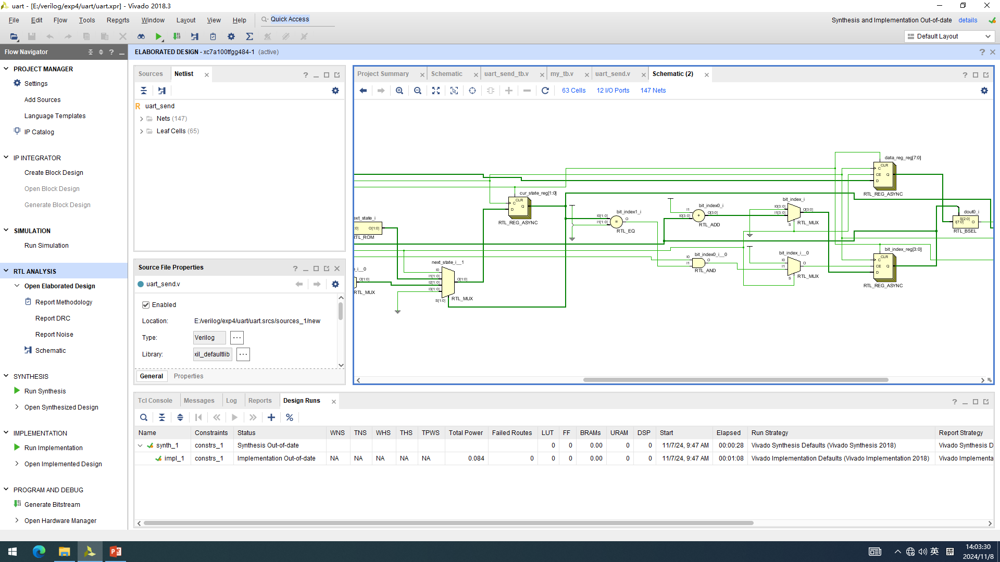 uart - [E:/verilog/exp4/uart/uart.xpr] - Vivado 2018.3
File Edit Flow Tools Reports Window Layout View Help Quick Access
Synthesis and Implementation Out-of-date details
Default Layout
Flow Navigator
PROJECT MANAGER
Settings
Add Sources
Language Templates
IP Catalog
IP INTEGRATOR
Create Block Design
Open Block Design
Generate Block Design
SIMULATION
Run Simulation
RTL ANALYSIS
Open Elaborated Design
Report Methodology
Report DRC
Report Noise
Schematic
SYNTHESIS
Run Synthesis
Open Synthesized Design
IMPLEMENTATION
Run Implementation
Open Implemented Design
PROGRAM AND DEBUG
Generate Bitstream
Open Hardware Manager
ELABORATED DESIGN - xc7a100tfgg484-1 (active)
Sources Netlist
uart_send
Nets (147)
Leaf Cells (65)
Source File Properties
uart_send.v
Enabled
Location: E:/verilog/exp4/uart/uart.srcs/sources_1/new
Type: Verilog
Library: xil_defaultlib
General Properties
Project Summary Schematic uart_send_tb.v my_tb.v uart_send.v Schematic (2)
63 Cells 12 I/O Ports 147 Nets
ext_state_i
:0] O[1:0]
RTL_ROM
e_i__0
O[1:0]
RTL_MUX
next_state_i__1
I0
I1[1:0]
I2[1:0]
I3[1:0]
O[1:0]
S[1:0]
RTL_MUX
cur_state_reg[1:0]
CLR
C
D
Q
RTL_REG_ASYNC
bit_index1_i
I0[1:0]
I1[1:0]
=
O
RTL_EQ
bit_index0_i
I1
I0[3:0]
+
O[3:0]
RTL_ADD
bit_index0_i__0
I0
I1
O
RTL_AND
bit_index_i
I0[3:0]
I1[3:0]
O[3:0]
S
RTL_MUX
bit_index_i__0
I0
I1
O
S
RTL_MUX
data_reg_reg[7:0]
CLR
C
CE
D
Q
RTL_REG_ASYNC
bit_index_reg[3:0]
CLR
C
CE
D
Q
RTL_REG_ASYNC
dout0_i
S[2:0]
I[7:0]
O
RTL_BSEL
Tcl Console Messages Log Reports Design Runs
Name Constraints Status WNS TNS WHS THS TPWS Total Power Failed Routes LUT FF BRAMs URAM DSP Start Elapsed Run Strategy Report Strategy
synth_1 constrs_1 Synthesis Out-of-date 0 0 0.00 0 0 11/7/24, 9:47 AM 00:00:28 Vivado Synthesis Defaults (Vivado Synthesis 2018) Vivado Synthesis D
impl_1 constrs_1 Implementation Out-of-date NA NA NA NA NA 0.084 0 0 0 0.00 0 0 11/7/24, 9:47 AM 00:01:08 Vivado Implementation Defaults (Vivado Implementation 2018) Vivado Implementa
英 拼
14:03:30
2024/11/8